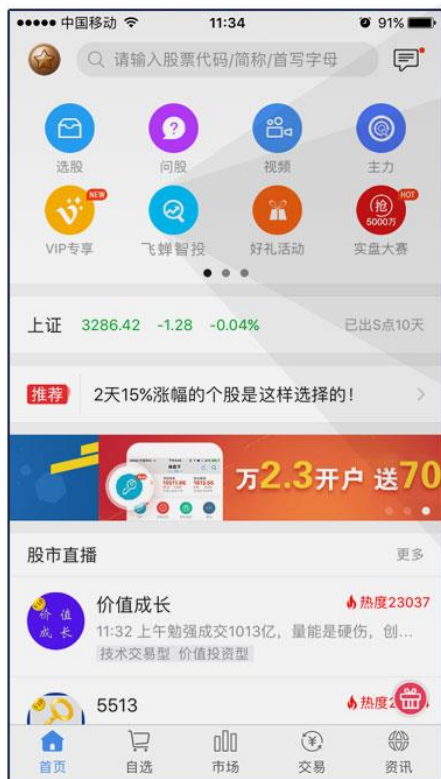 ●●●●● 中国移动 11:34 91%
请输入股票代码/简称/首写字母
选股 问股 视频 主力
NEW 抢 5000万 HOT
VIP专享 飞蝉智投 好礼活动 实盘大赛
上证 3286.42 -1.28 -0.04% 已出S点10天
推荐 2天15%涨幅的个股是这样选择的!
万2.3开户 送70
股市直播 更多
价值成长 价值成长 热度23037
11:32 上午勉强成交1013亿，量能是硬伤，创...
技术交易型 价值投资型
5513 热度2
首页 自选 市场 交易 资讯